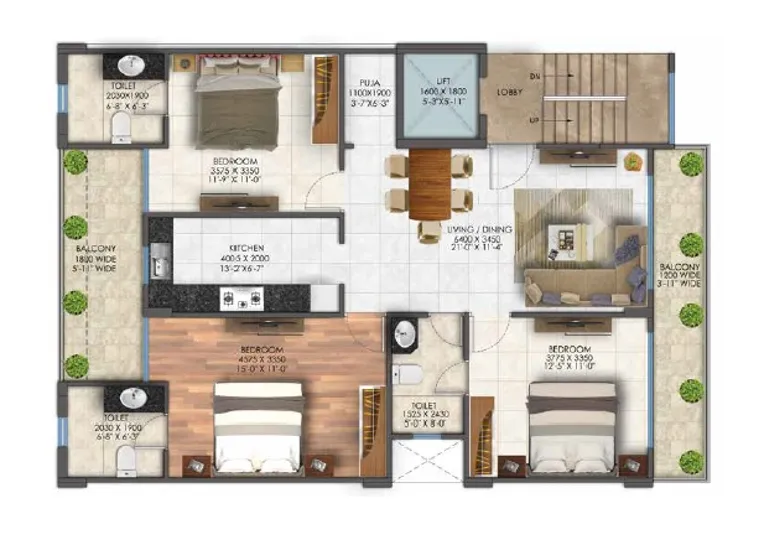 TOILET
2030X1900
6'-8" X 6'-3"
PUJA
1100X1900
3'-7"X6'-3"
LIFT
1600 X 1800
5'-3"X5'-11"
LOBBY
DN
UP
BEDROOM
3575 X 3350
11'-9" X 11'-0"
LIVING / DINING
6400 X 3450
21'-0" X 11'-4"
KITCHEN
4005 X 2000
13'-2"X 6'-7"
BALCONY
1800 WIDE
5'-11" WIDE
BALCONY
1200 WIDE
3'-11" WIDE
BEDROOM
4575 X 3350
15'-0" X 11'-0"
BEDROOM
3775 X 3350
12'-5" X 11'-0"
TOILET
1525 X 2430
5'-0" X 8'-0"
TOILET
2030 X 1900
6'-8" X 6'-3"